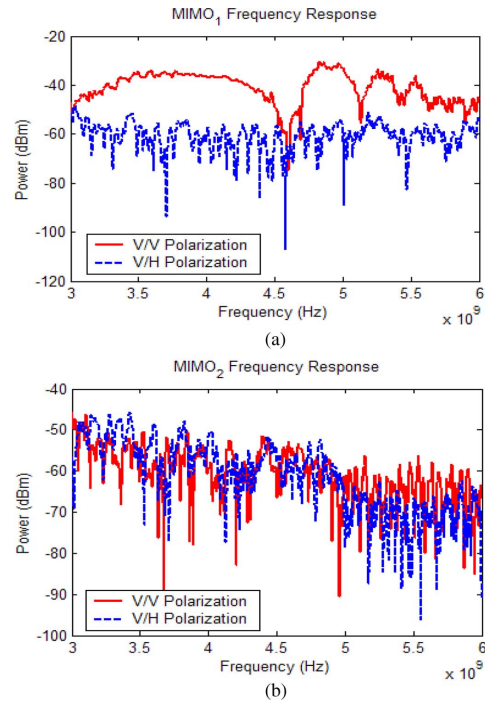 MIMO1 Frequency Response
-20
-40
-60
-80
-100
-120
Power (dBm)
V/V Polarization
V/H Polarization
3 3.5 4 4.5 5 5.5 6
Frequency (Hz)
x 10^9
(a)
MIMO2 Frequency Response
-40
-50
-60
-70
-80
-90
-100
Power (dBm)
V/V Polarization
V/H Polarization
3 3.5 4 4.5 5 5.5 6
Frequency (Hz)
x 10^9
(b)